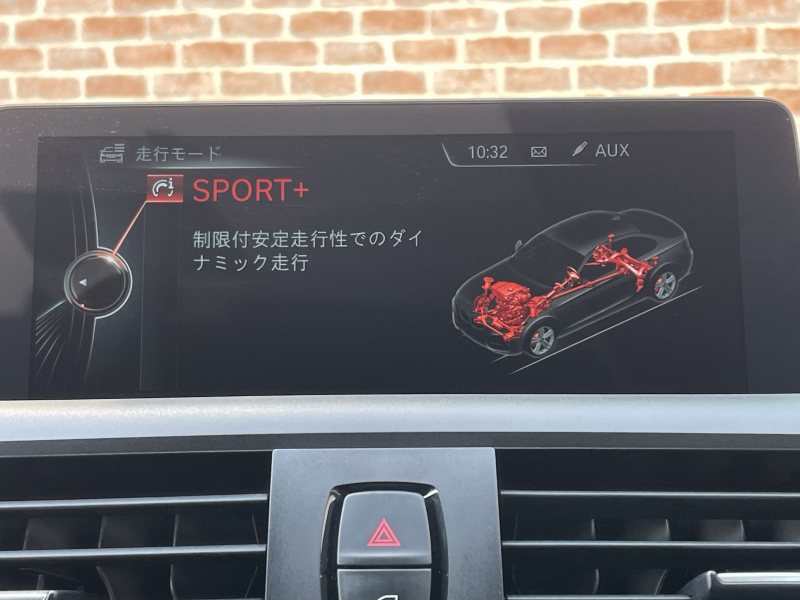 走行モード
10:32
AUX
SPORT+
制限付安定走行性でのダイ
ナミック走行